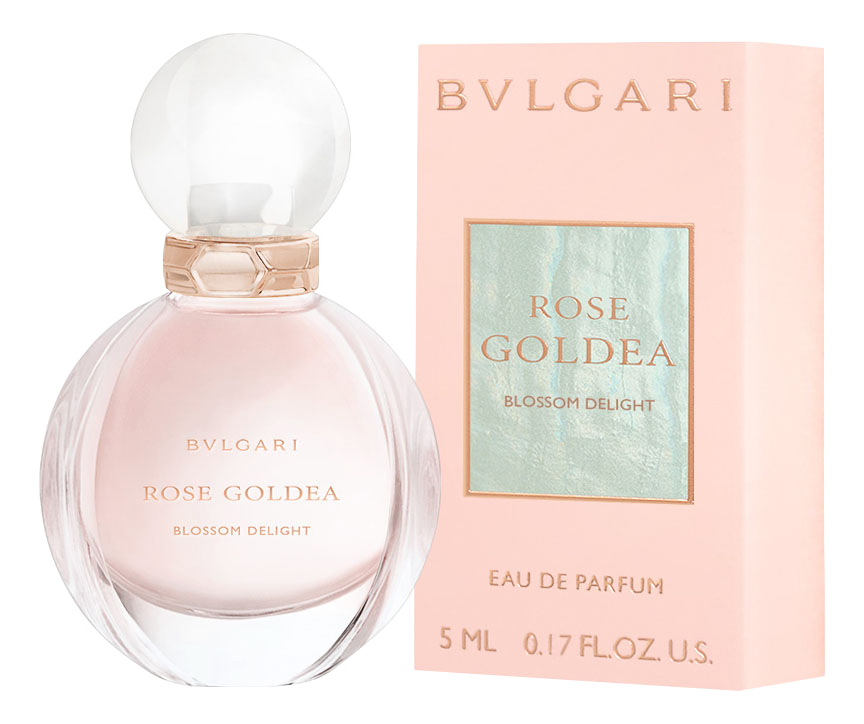 BVLGARI
ROSE GOLDEA
BLOSSOM DELIGHT
BVLGARI
ROSE
GOLDEA
BLOSSOM DELIGHT
EAU DE PARFUM
5 ML 0.17 FL.OZ. U.S.